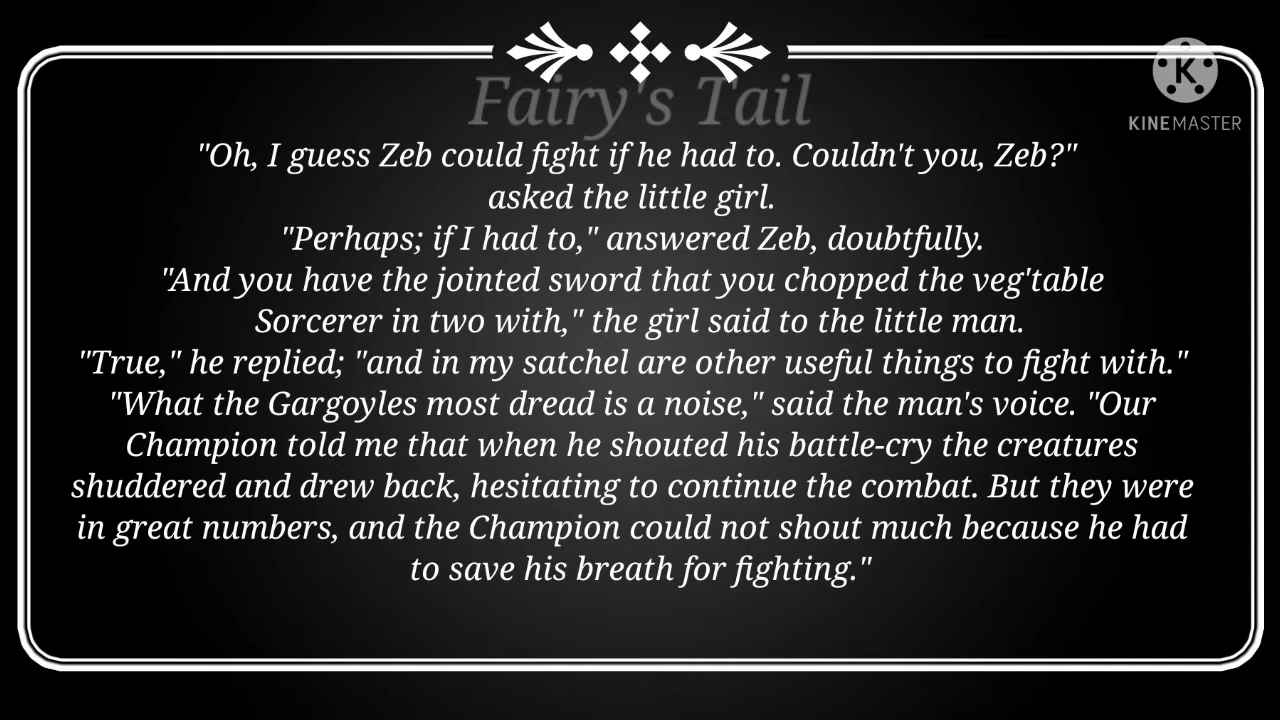 Fairy's Tail
K
KINEMASTER
"Oh, I guess Zeb could fight if he had to. Couldn't you, Zeb?"
asked the little girl.
"Perhaps; if I had to," answered Zeb, doubtfully.
"And you have the jointed sword that you chopped the veg'table
Sorcerer in two with," the girl said to the little man.
"True," he replied; "and in my satchel are other useful things to fight with."
"What the Gargoyles most dread is a noise," said the man's voice. "Our
Champion told me that when he shouted his battle-cry the creatures
shuddered and drew back, hesitating to continue the combat. But they were
in great numbers, and the Champion could not shout much because he had
to save his breath for fighting."